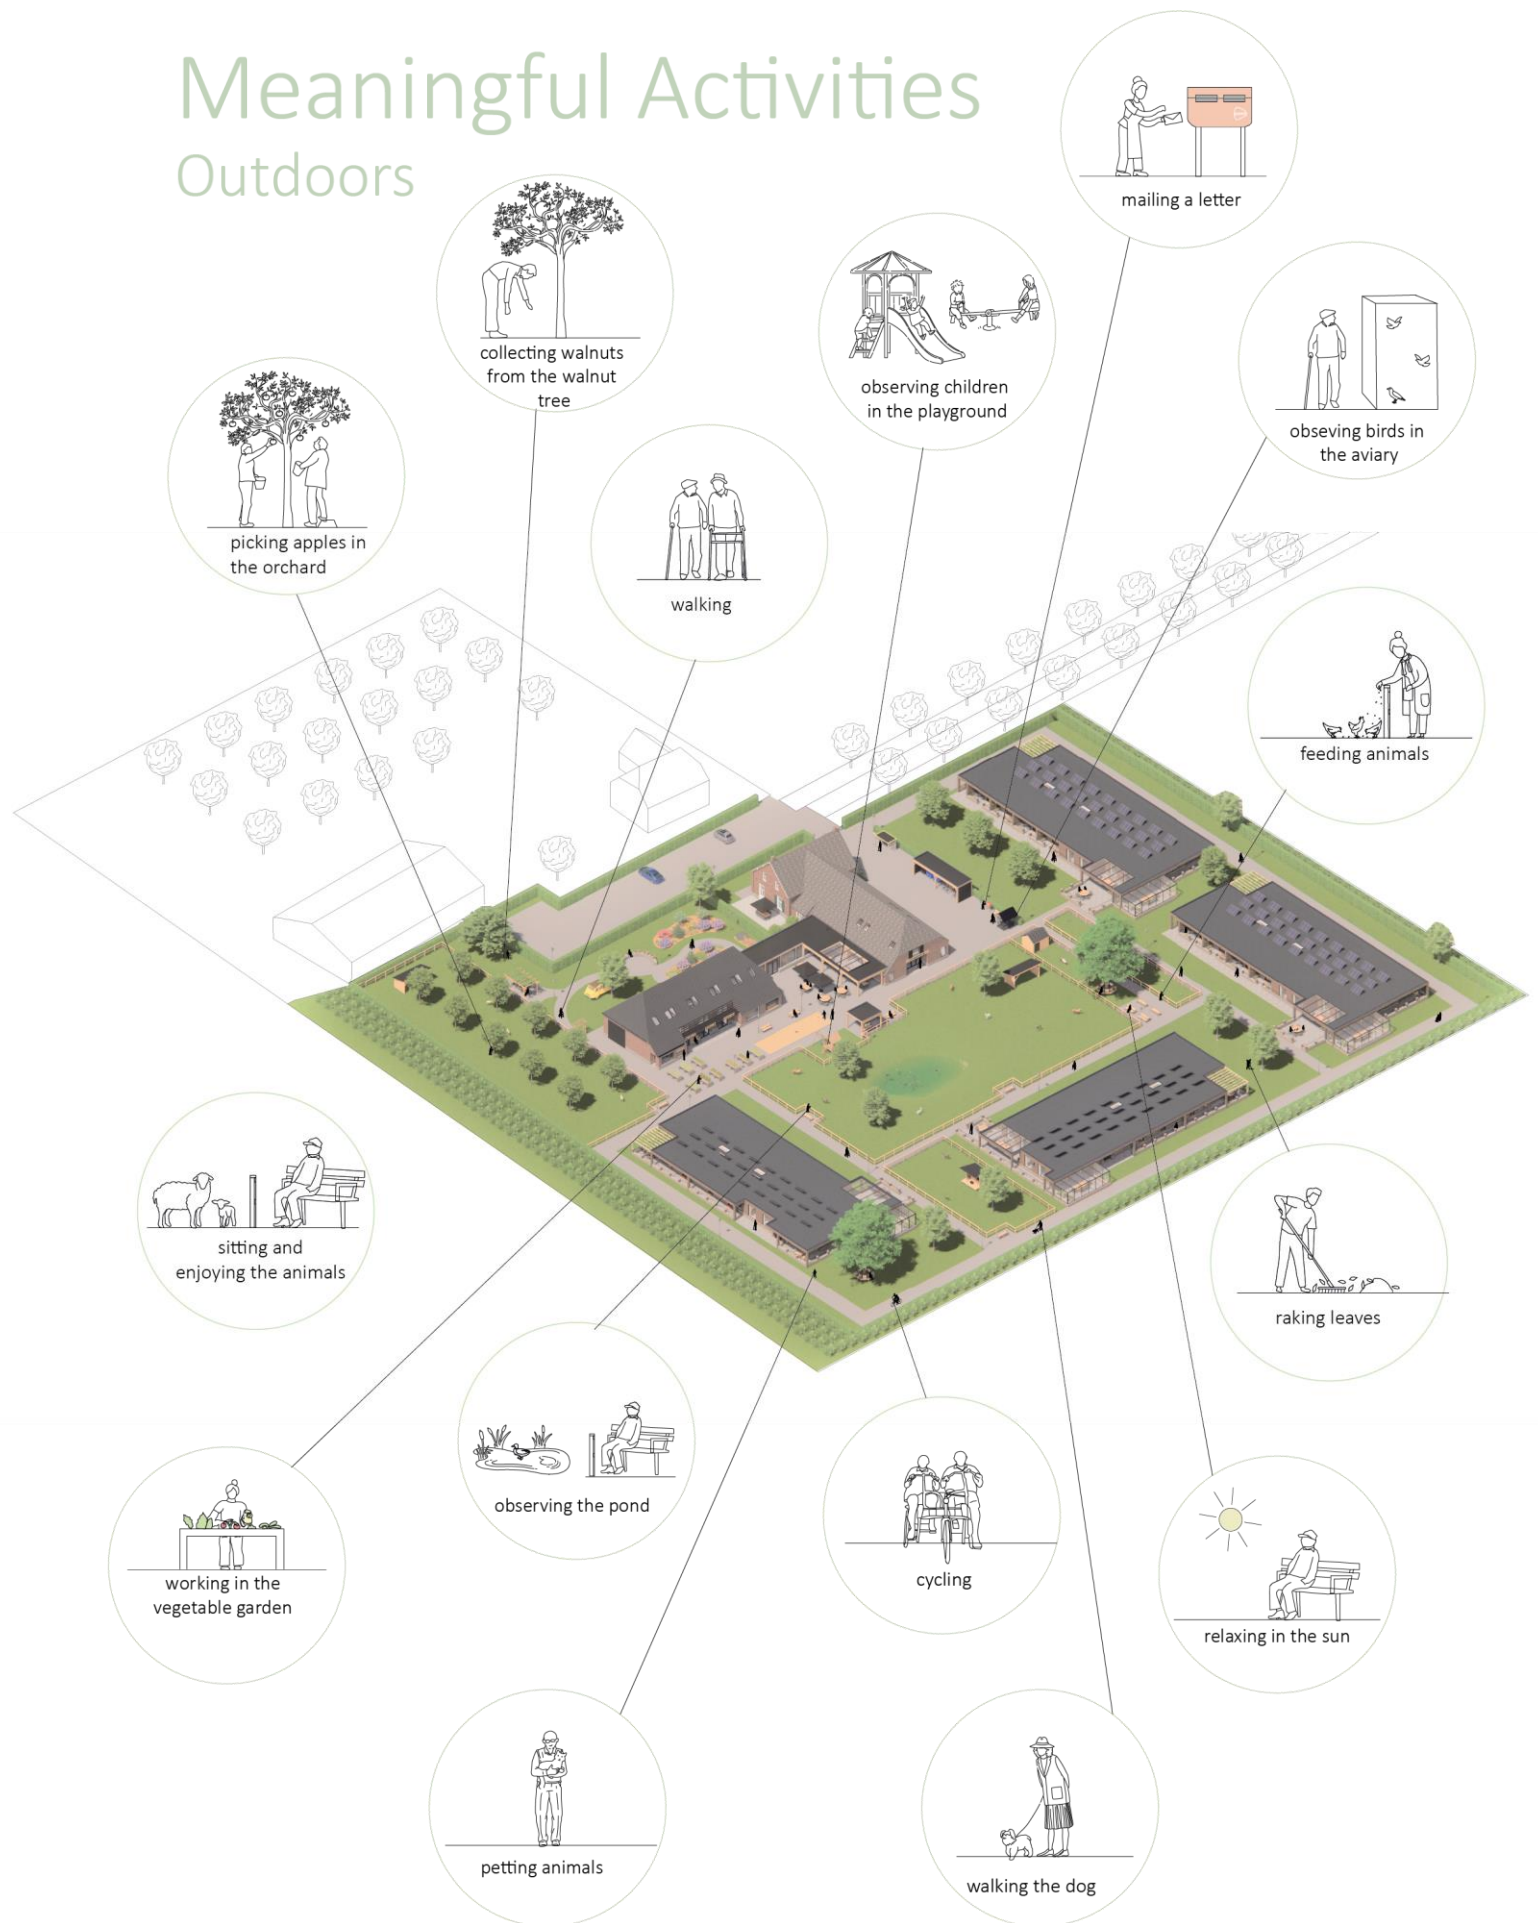 Meaningful Activities
Outdoors
mailing a letter
collecting walnuts
from the walnut
tree
observing children
in the playground
obseving birds in
the aviary
picking apples in
the orchard
walking
feeding animals
sitting and
enjoying the animals
raking leaves
observing the pond
working in the
vegetable garden
cycling
relaxing in the sun
petting animals
walking the dog